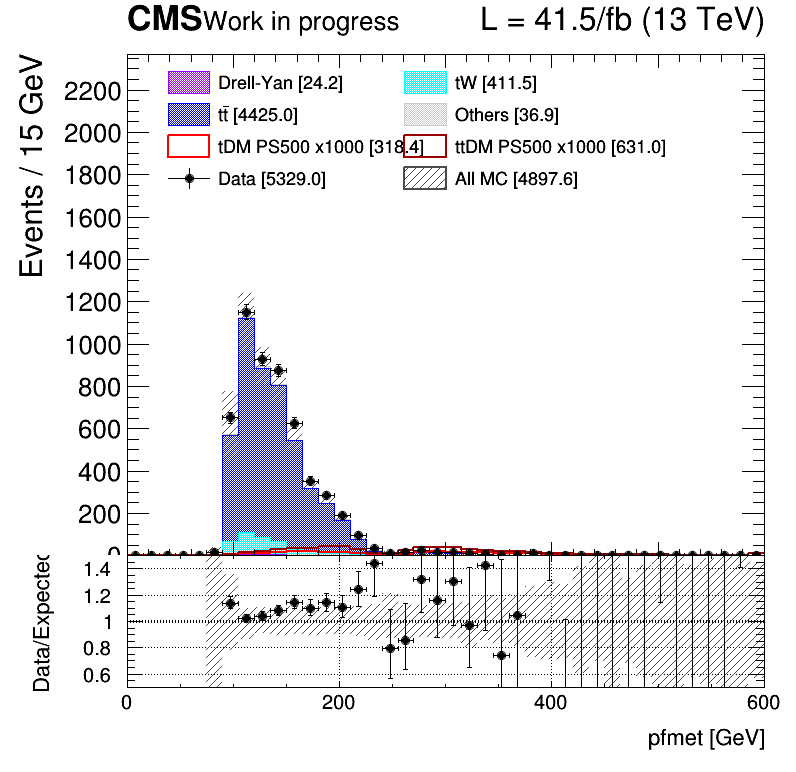 CMS Work in progress L = 41.5/fb (13 TeV)
Events / 15 GeV
2200
2000
1800
1600
1400
1200
1000
800
600
400
200
0
Drell-Yan [24.2] tW [411.5]
tt̄ [4425.0] Others [36.9]
tDM PS500 x1000 [318.4] ttDM PS500 x1000 [631.0]
Data [5329.0] All MC [4897.6]
Data/Expected
1.4
1.2
1
0.8
0.6
0 200 400 600
pfmet [GeV]